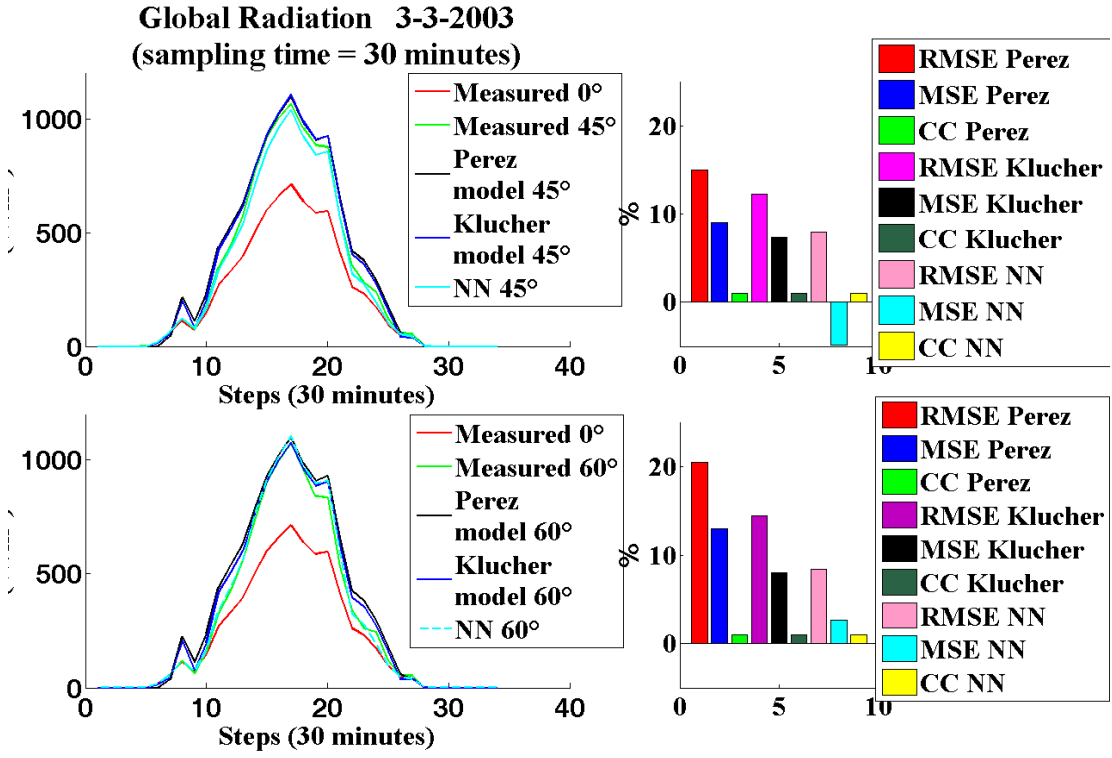 Global Radiation 3-3-2003
(sampling time = 30 minutes)
1000
500
0
0
10
20
30
40
Steps (30 minutes)
Measured 0°
Measured 45°
Perez
model 45°
Klucher
model 45°
NN 45°
%
20
10
0
0
5
10
RMSE Perez
MSE Perez
CC Perez
RMSE Klucher
MSE Klucher
CC Klucher
RMSE NN
MSE NN
CC NN
1000
500
0
0
10
20
30
40
Steps (30 minutes)
Measured 0°
Measured 60°
Perez
model 60°
Klucher
model 60°
NN 60°
%
20
10
0
0
5
10
RMSE Perez
MSE Perez
CC Perez
RMSE Klucher
MSE Klucher
CC Klucher
RMSE NN
MSE NN
CC NN